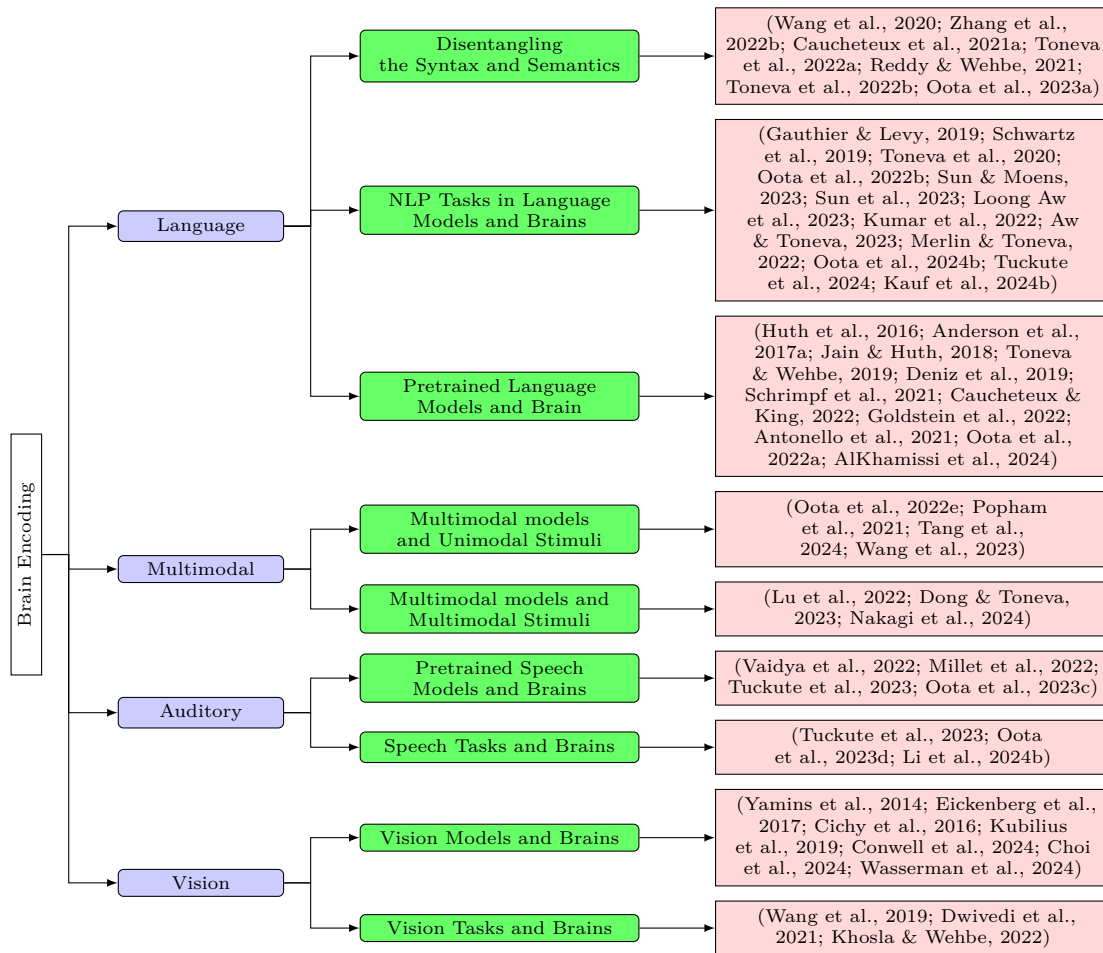 Brain Encoding
Language
Disentangling
the Syntax and Semantics
(Wang et al., 2020; Zhang et al.,
2022b; Caucheteux et al., 2021a; Toneva
et al., 2022a; Reddy & Wehbe, 2021;
Toneva et al., 2022b; Oota et al., 2023a)
NLP Tasks in Language
Models and Brains
(Gauthier & Levy, 2019; Schwartz
et al., 2019; Toneva et al., 2020;
Oota et al., 2022b; Sun & Moens,
2023; Sun et al., 2023; Loong Aw
et al., 2023; Kumar et al., 2022; Aw
& Toneva, 2023; Merlin & Toneva,
2022; Oota et al., 2024b; Tuckute
et al., 2024; Kauf et al., 2024b)
Pretrained Language
Models and Brain
(Huth et al., 2016; Anderson et al.,
2017a; Jain & Huth, 2018; Toneva
& Wehbe, 2019; Deniz et al., 2019;
Schrimpf et al., 2021; Caucheteux &
King, 2022; Goldstein et al., 2022;
Antonello et al., 2021; Oota et al.,
2022a; AlKhamissi et al., 2024)
Multimodal
Multimodal models
and Unimodal Stimuli
(Oota et al., 2022e; Popham
et al., 2021; Tang et al.,
2024; Wang et al., 2023)
Multimodal models and
Multimodal Stimuli
(Lu et al., 2022; Dong & Toneva,
2023; Nakagi et al., 2024)
Auditory
Pretrained Speech
Models and Brains
(Vaidya et al., 2022; Millet et al., 2022;
Tuckute et al., 2023; Oota et al., 2023c)
Speech Tasks and Brains
(Tuckute et al., 2023; Oota
et al., 2023d; Li et al., 2024b)
Vision
Vision Models and Brains
(Yamins et al., 2014; Eickenberg et al.,
2017; Cichy et al., 2016; Kubilius
et al., 2019; Conwell et al., 2024; Choi
et al., 2024; Wasserman et al., 2024)
Vision Tasks and Brains
(Wang et al., 2019; Dwivedi et al.,
2021; Khosla & Wehbe, 2022)